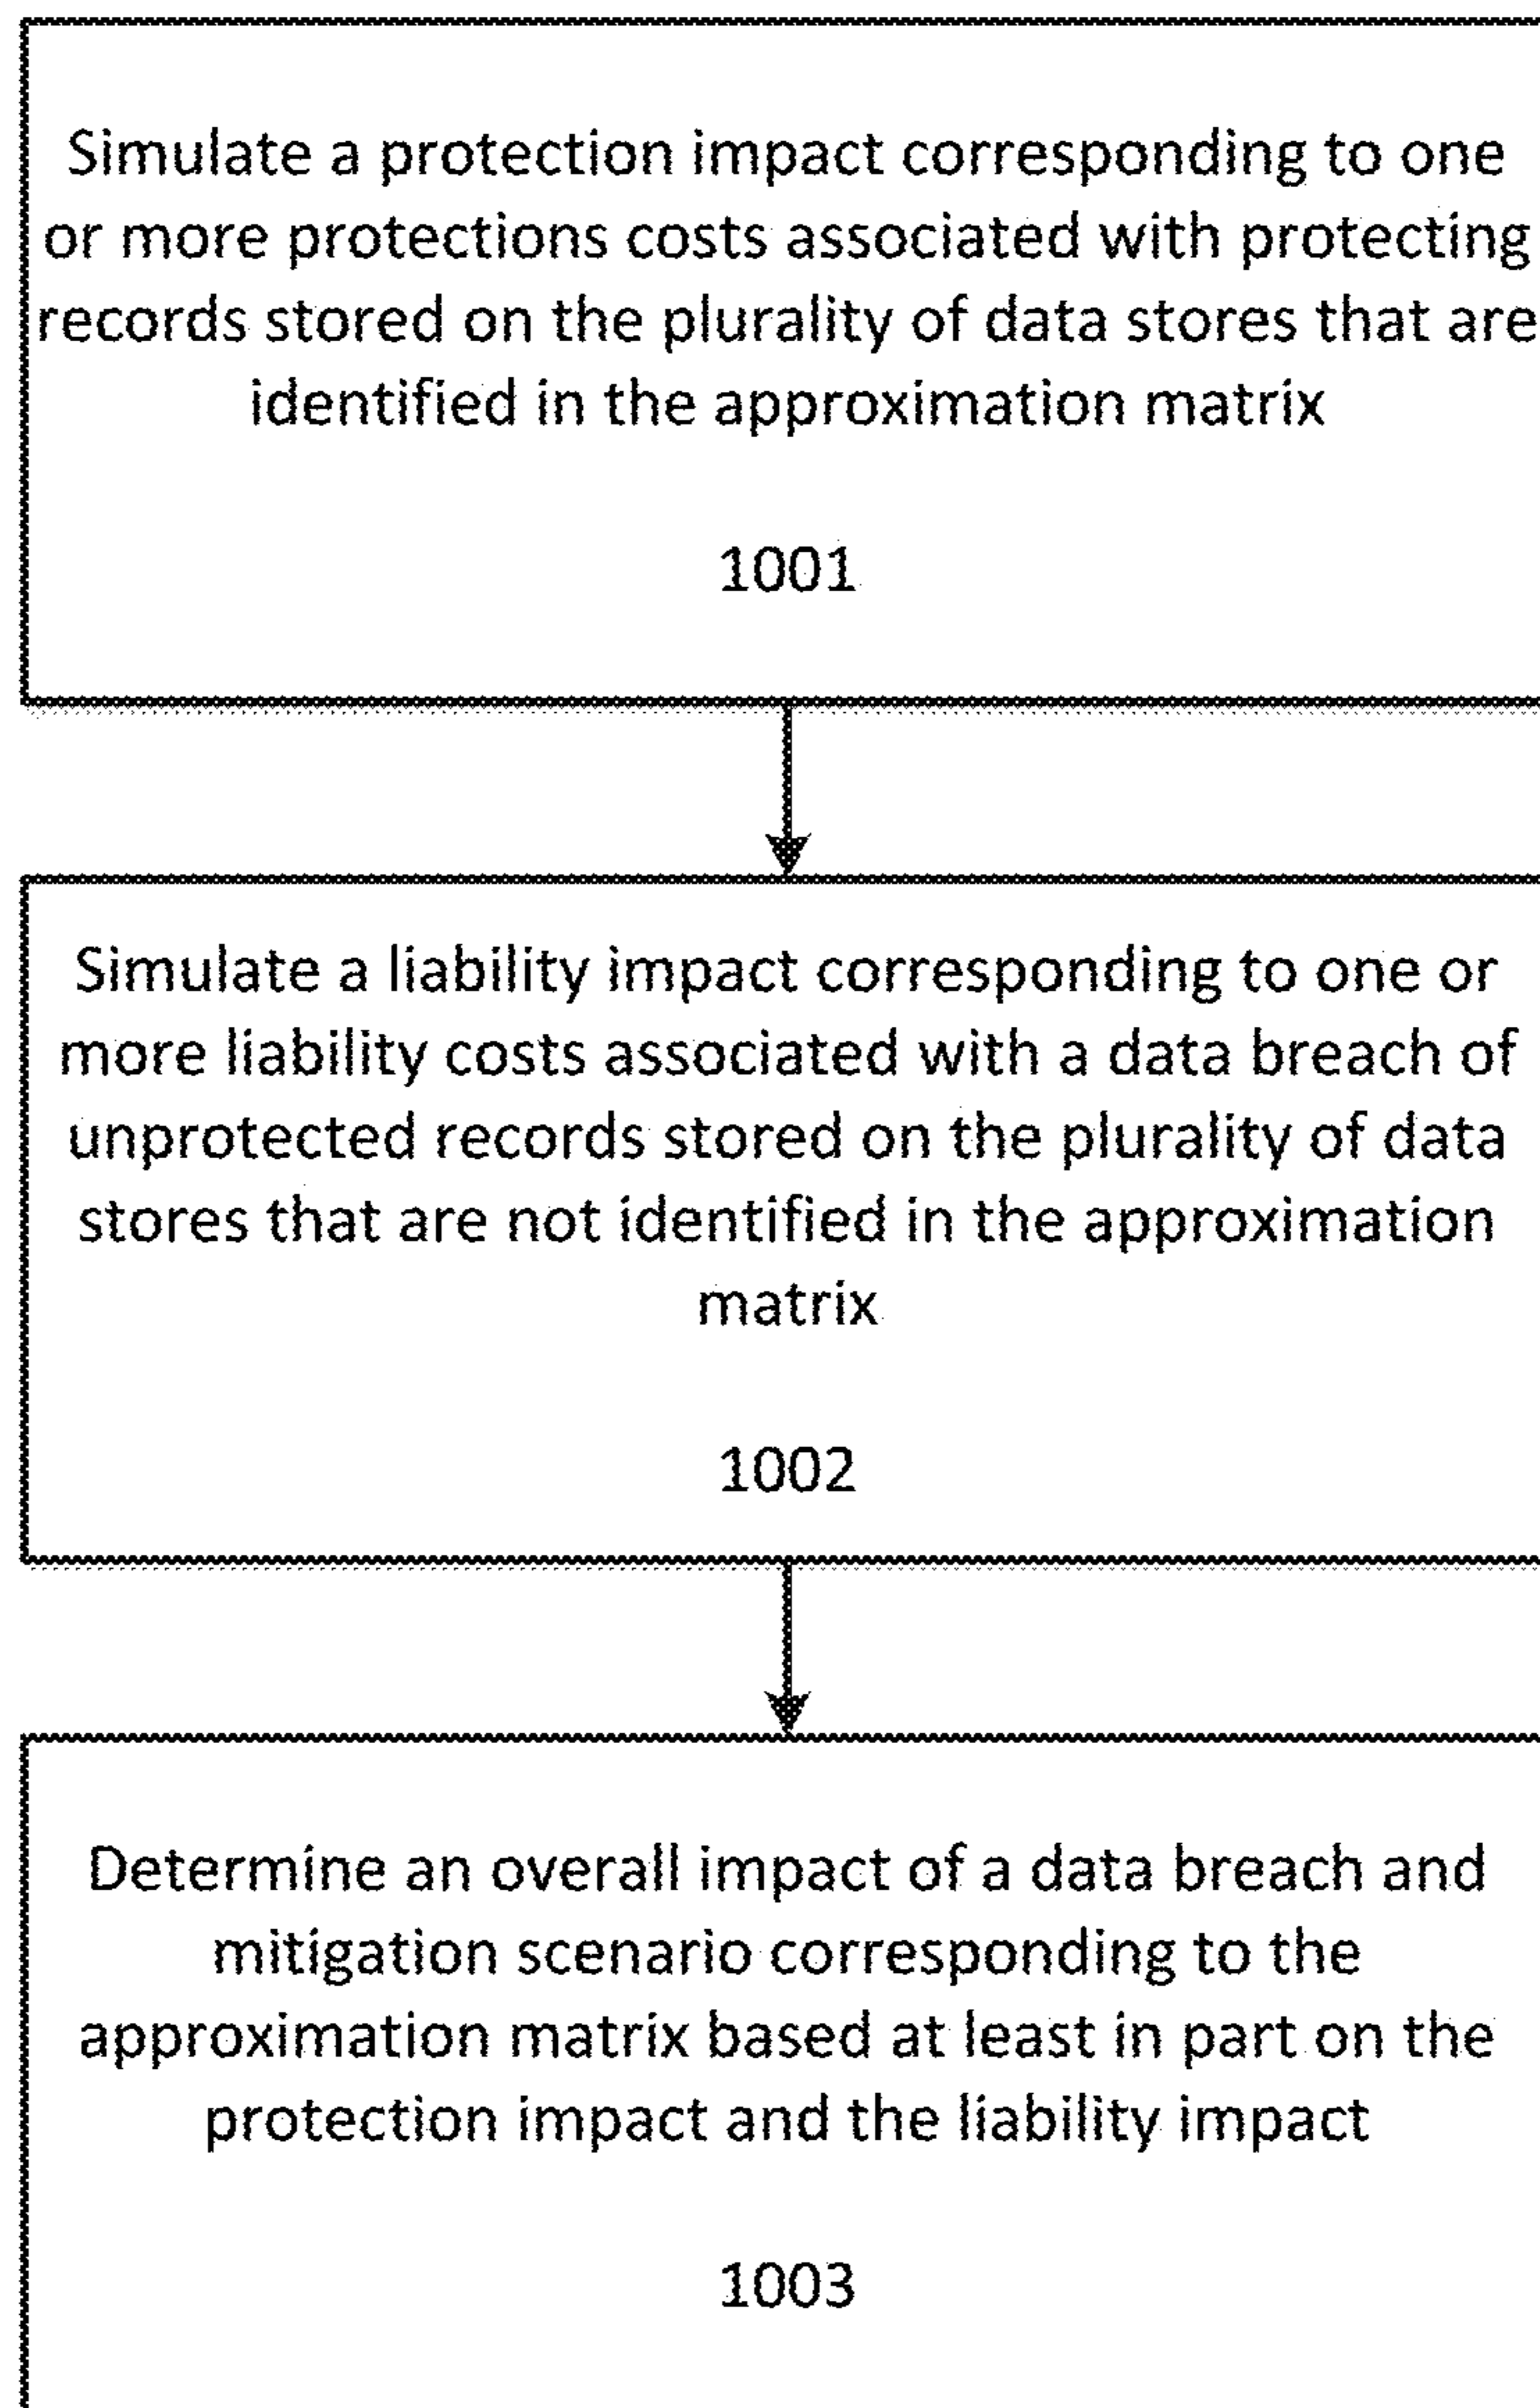 Simulate a protection impact corresponding to one
or more protections costs associated with protecting
records stored on the plurality of data stores that are
identified in the approximation matrix
1001
Simulate a liability impact corresponding to one or
more liability costs associated with a data breach of
unprotected records stored on the plurality of data
stores that are not identified in the approximation
matrix
1002
Determine an overall impact of a data breach and
mitigation scenario corresponding to the
approximation matrix based at least in part on the
protection impact and the liability impact
1003